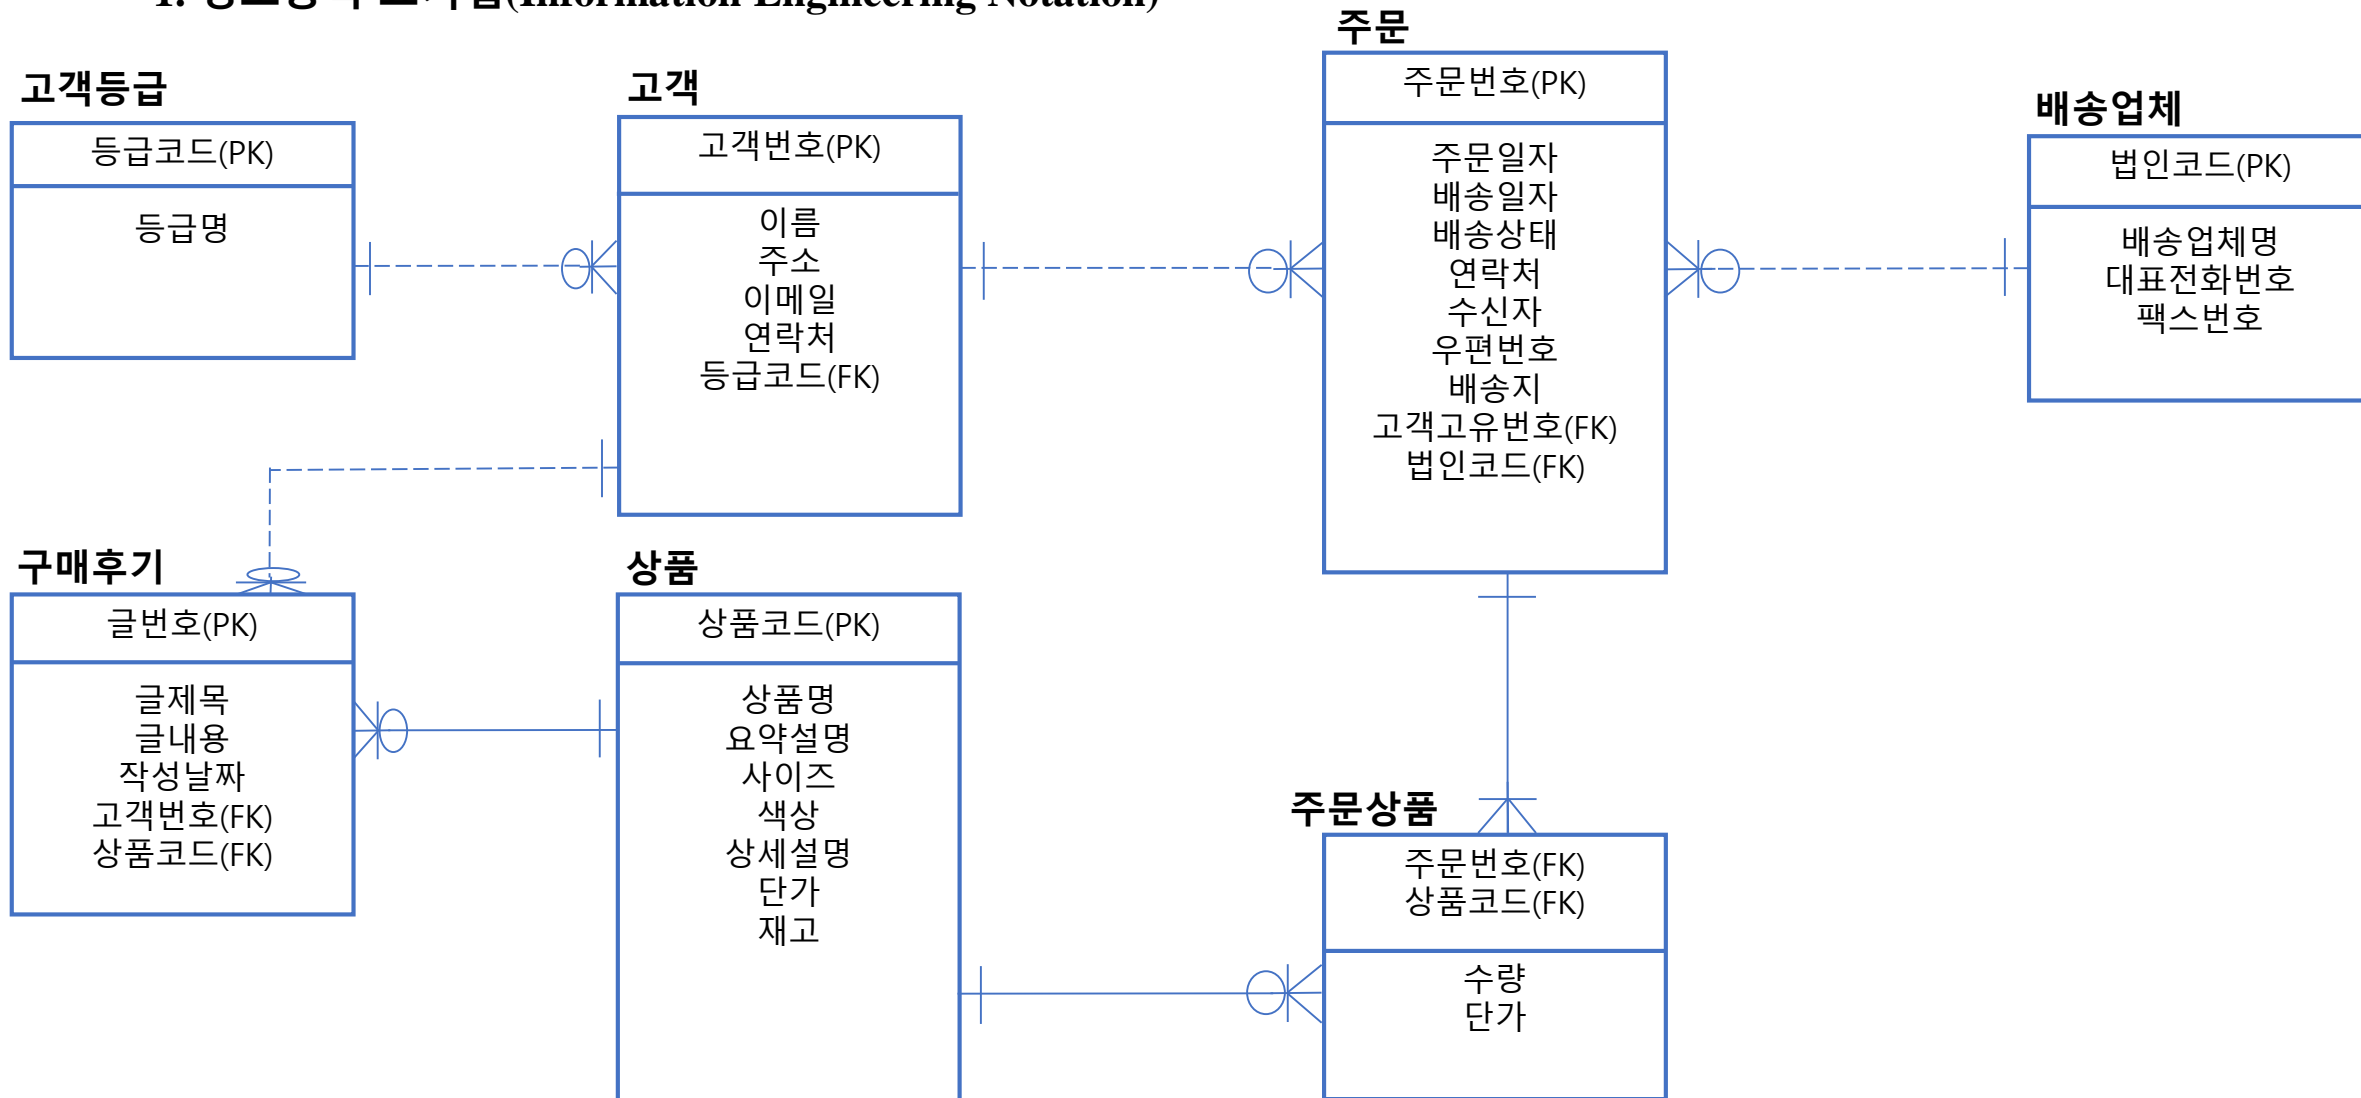 (Information Engineering Notation)
고객등급
등급코드(PK)
등급명
고객
고객번호(PK)
이름
주소
이메일
연락처
등급코드(FK)
주문
주문번호(PK)
주문일자
배송일자
배송상태
연락처
수신자
우편번호
배송지
고객고유번호(FK)
법인코드(FK)
배송업체
법인코드(PK)
배송업체명
대표전화번호
팩스번호
구매후기
글번호(PK)
글제목
글내용
작성날짜
고객번호(FK)
상품코드(FK)
상품
상품코드(PK)
상품명
요약설명
사이즈
색상
상세설명
단가
재고
주문상품
주문번호(FK)
상품코드(FK)
수량
단가